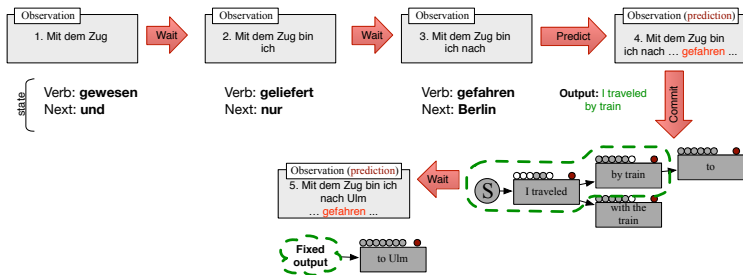 Observation
1. Mit dem Zug
Wait
Observation
2. Mit dem Zug bin
ich
Wait
Observation
3. Mit dem Zug bin
ich nach
Predict
Observation (prediction)
4. Mit dem Zug bin
ich nach … gefahren ...
state
Verb: gewesen
Next: und
Verb: geliefert
Next: nur
Verb: gefahren
Next: Berlin
Output: I traveled
by train
Commit
Observation (prediction)
5. Mit dem Zug bin ich
nach Ulm
… gefahren ...
Wait
S
I traveled
by train
to
with the
train
Fixed
output
to Ulm